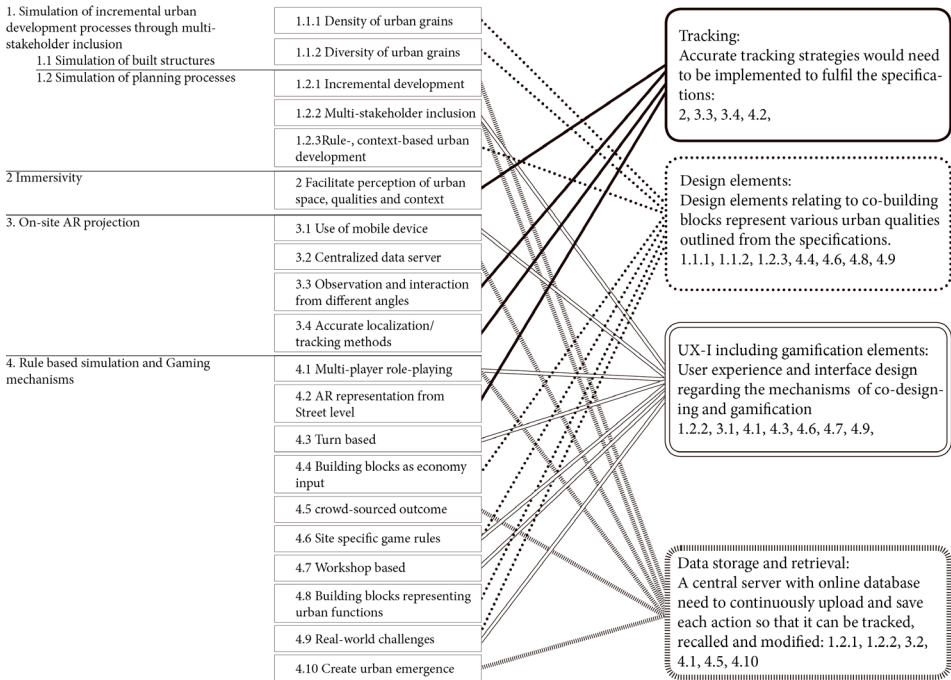 1. Simulation of incremental urban
development processes through multi-
stakeholder inclusion
1.1 Simulation of built structures
1.2 Simulation of planning processes
2 Immersivity
3. On-site AR projection
4. Rule based simulation and Gaming
mechanisms
1.1.1 Density of urban grains
1.1.2 Diversity of urban grains
1.2.1 Incremental development
1.2.2 Multi-stakeholder inclusion
1.2.3Rule-, context-based urban
development
2 Facilitate perception of urban
space, qualities and context
3.1 Use of mobile device
3.2 Centralized data server
3.3 Observation and interaction
from different angles
3.4 Accurate localization/
tracking methods
4.1 Multi-player role-playing
4.2 AR representation from
Street level
4.3 Turn based
4.4 Building blocks as economy
input
4.5 crowd-sourced outcome
4.6 Site specific game rules
4.7 Workshop based
4.8 Building blocks representing
urban functions
4.9 Real-world challenges
4.10 Create urban emergence
Tracking:
Accurate tracking strategies would need
to be implemented to fulfil the specifica-
tions:
2, 3.3, 3.4, 4.2,
Design elements:
Design elements relating to co-building
blocks represent various urban qualities
outlined from the specifications.
1.1.1, 1.1.2, 1.2.3, 4.4, 4.6, 4.8, 4.9
UX-I including gamification elements:
User experience and interface design
regarding the mechanisms of co-design-
ing and gamification
1.2.2, 3.1, 4.1, 4.3, 4.6, 4.7, 4.9,
Data storage and retrieval:
A central server with online database
need to continuously upload and save
each action so that it can be tracked,
recalled and modified: 1.2.1, 1.2.2, 3.2,
4.1, 4.5, 4.10